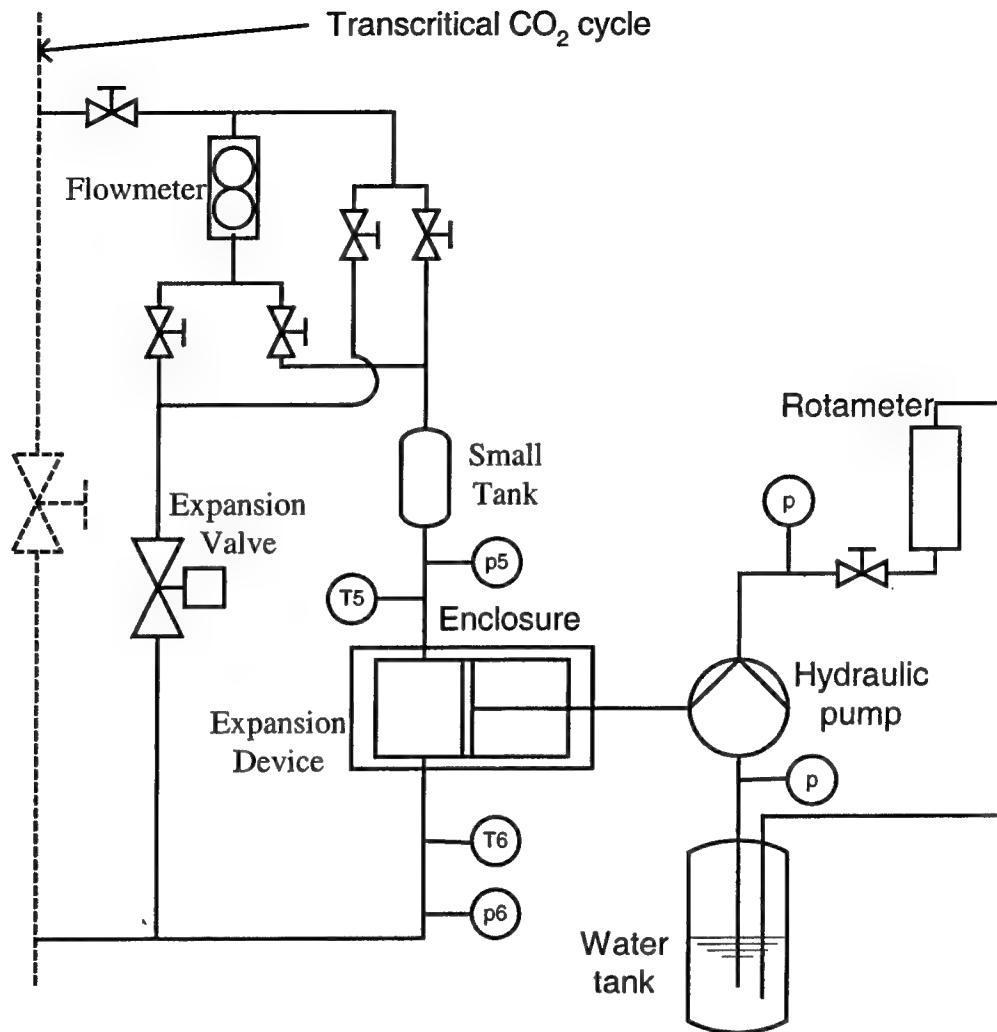 Transcritical CO₂ cycle
Flowmeter
Rotameter
Small
Tank
p
Expansion
Valve
p5
T5
Enclosure
Hydraulic
pump
Expansion
Device
p
T6
p6
Water
tank